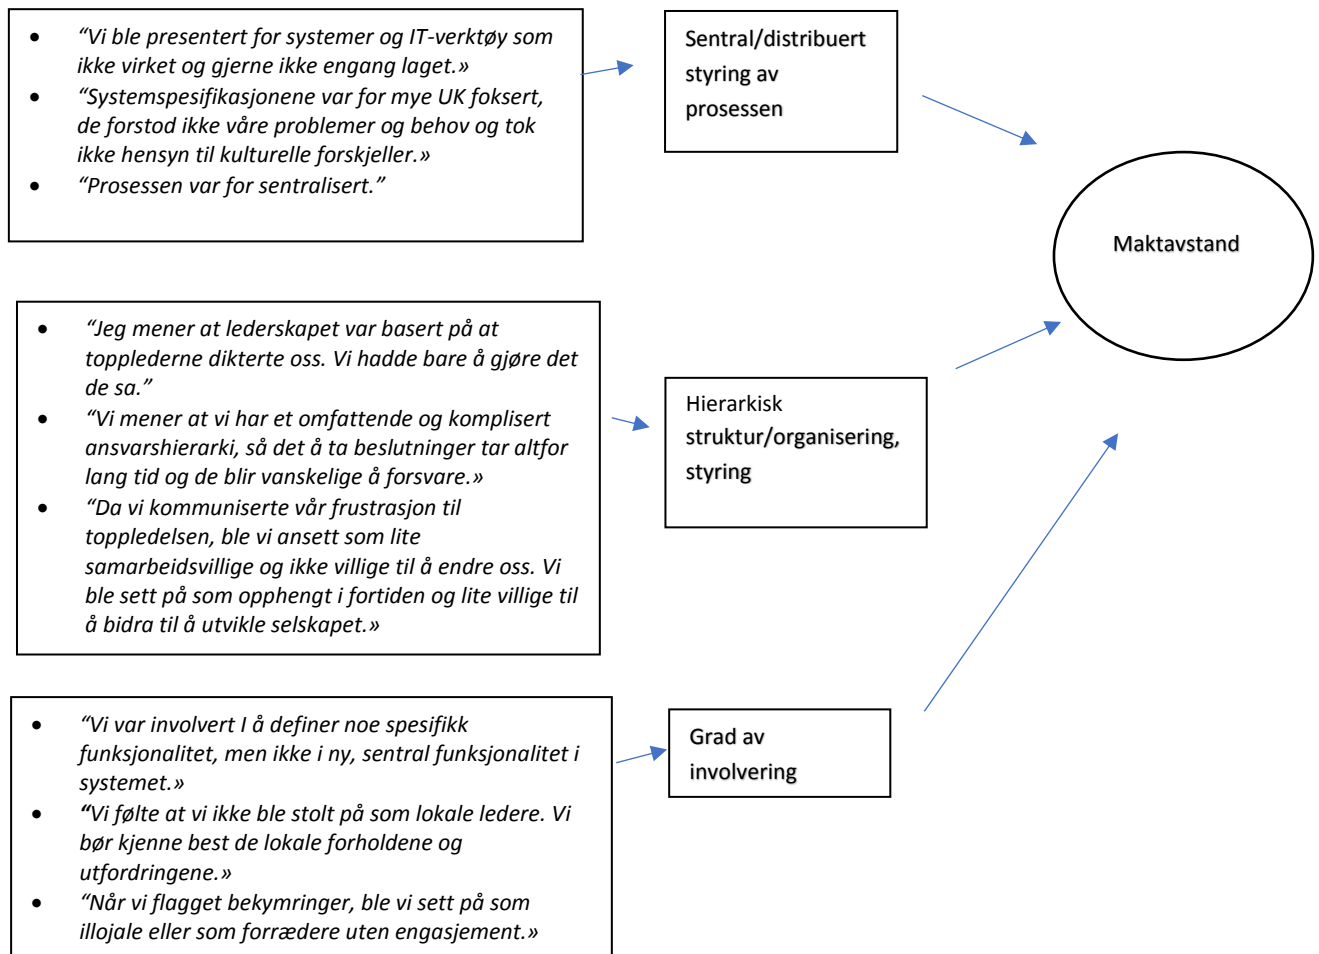 • “Vi ble presentert for systemer og IT-verktøy som
ikke virket og gjerne ikke engang laget.»
• “Systemspesifikasjonene var for mye UK foksert,
de forstod ikke våre problemer og behov og tok
ikke hensyn til kulturelle forskjeller.»
• “Prosessen var for sentralisert.”
Sentral/distribuert
styring av
prosessen
Maktavstand
• “Jeg mener at lederskapet var basert på at
topplederne dikterte oss. Vi hadde bare å gjøre det
de sa.”
• “Vi mener at vi har et omfattende og komplisert
ansvarshierarki, så det å ta beslutninger tar altfor
lang tid og de blir vanskelige å forsvare.»
• “Da vi kommuniserte vår frustrasjon til
toppledelsen, ble vi ansett som lite
samarbeidsvillige og ikke villige til å endre oss. Vi
ble sett på som opphengt i fortiden og lite villige til
å bidra til å utvikle selskapet.»
Hierarkisk
struktur/organisering,
styring
• “Vi var involvert I å definer noe spesifikk
funksjonalitet, men ikke i ny, sentral funksjonalitet i
systemet.»
• “Vi følte at vi ikke ble stolt på som lokale ledere. Vi
bør kjenne best de lokale forholdene og
utfordringene.»
• “Når vi flagget bekymringer, ble vi sett på som
illojale eller som forrædere uten engasjement.»
Grad av
involvering